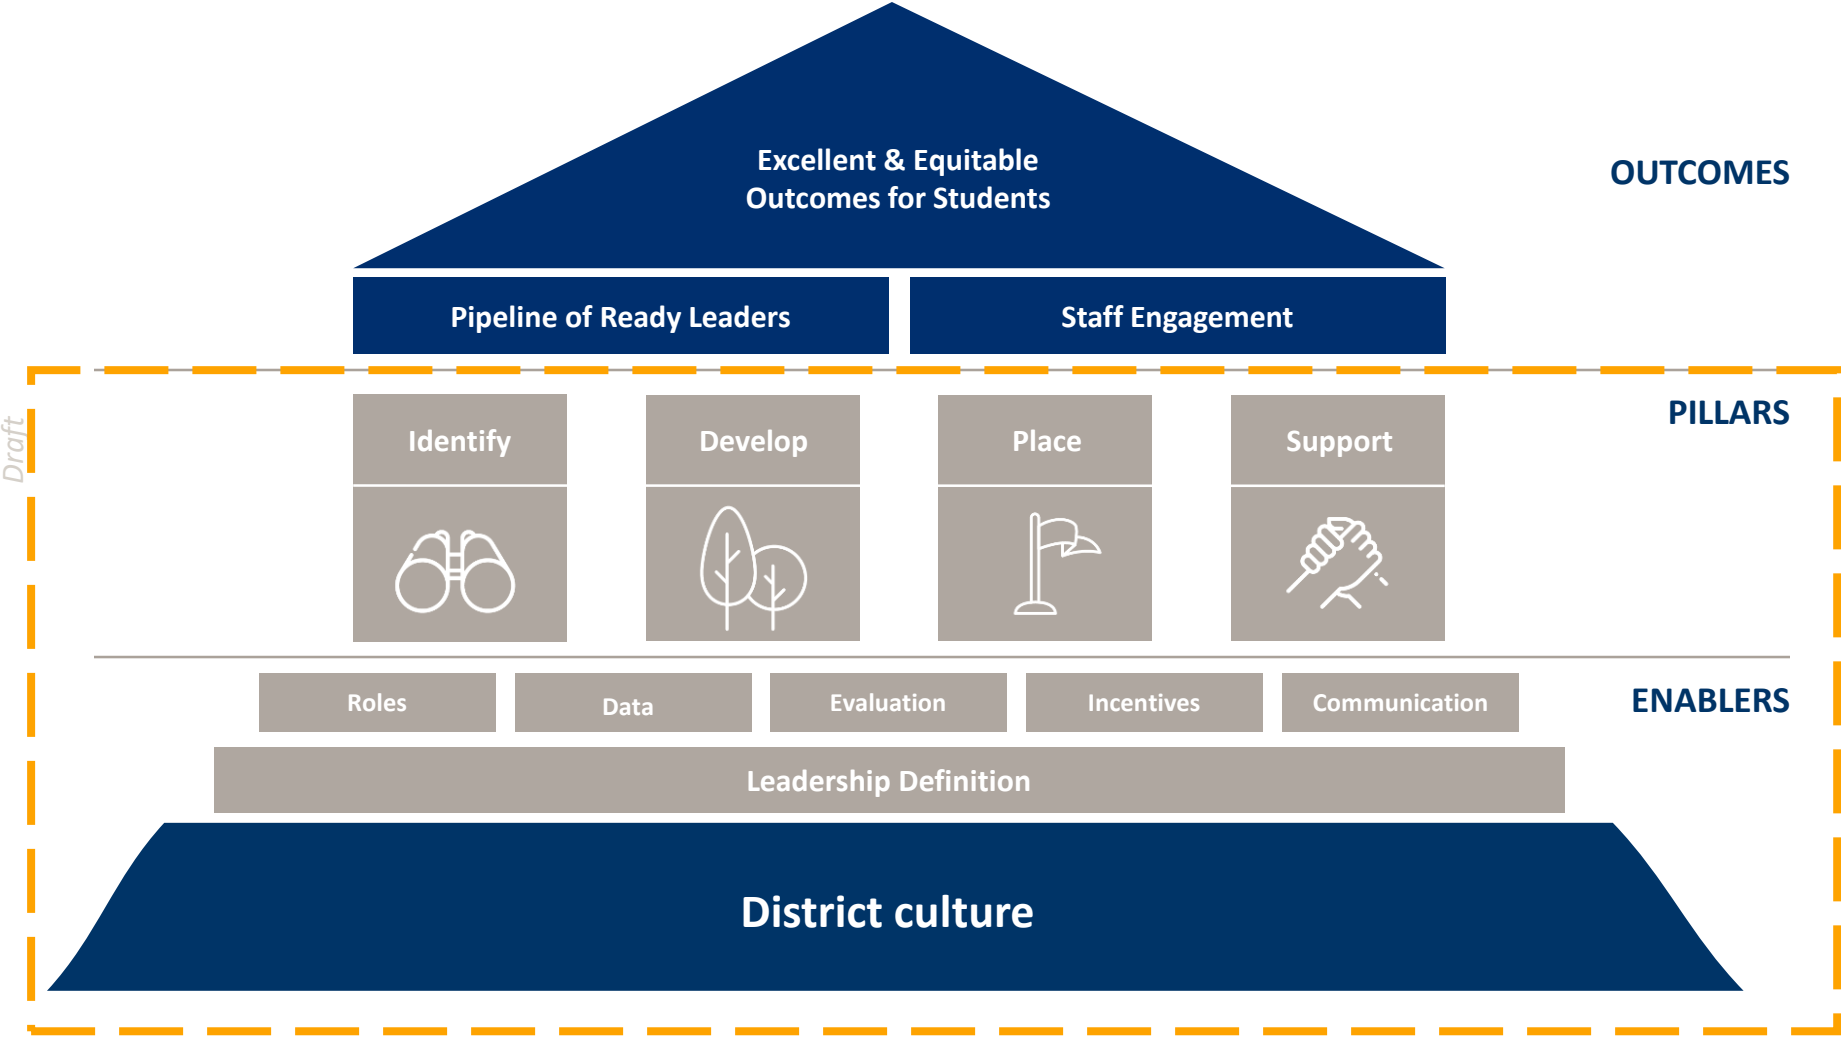 Excellent & Equitable
Outcomes for Students
OUTCOMES
Pipeline of Ready Leaders
Staff Engagement
Draft
PILLARS
Identify
Develop
Place
Support
ENABLERS
Roles
Data
Evaluation
Incentives
Communication
Leadership Definition
District culture